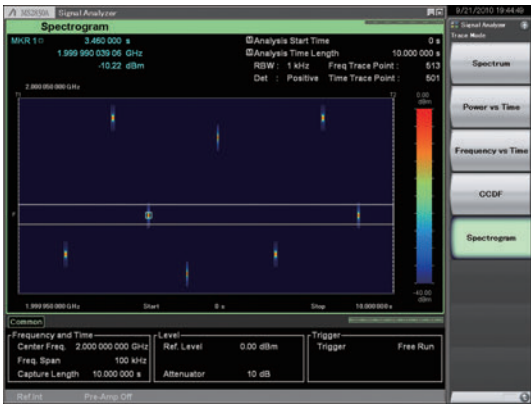 MS2850A Signal Analyzer
9/21/2010 19:44:49
Spectrogram
MKR 1 3.460 000 s
1.999 990 039 06 GHz
-10.22 dBm
Analysis Start Time 0 s
Analysis Time Length 10.000 000 s
RBW : 1 kHz Freq Trace Point : 513
Det : Positive Time Trace Point : 501
2.000 050 000 GHz
T1
T2
0.00
dBm
F
-40.00
dBm
1.999 950 000 GHz Start 0 s Stop 10.000000 s
Common
Frequency and Time
Center Freq. 2.000 000 000 GHz
Freq. Span 100 kHz
Capture Length 10.000 000 s
Level
Ref. Level 0.00 dBm
Attenuator 10 dB
Trigger
Trigger Free Run
Ref.Int Pre-Amp Off
Signal Analyzer
Trace Mode
Spectrum
Power vs Time
Frequency vs Time
CCDF
Spectrogram